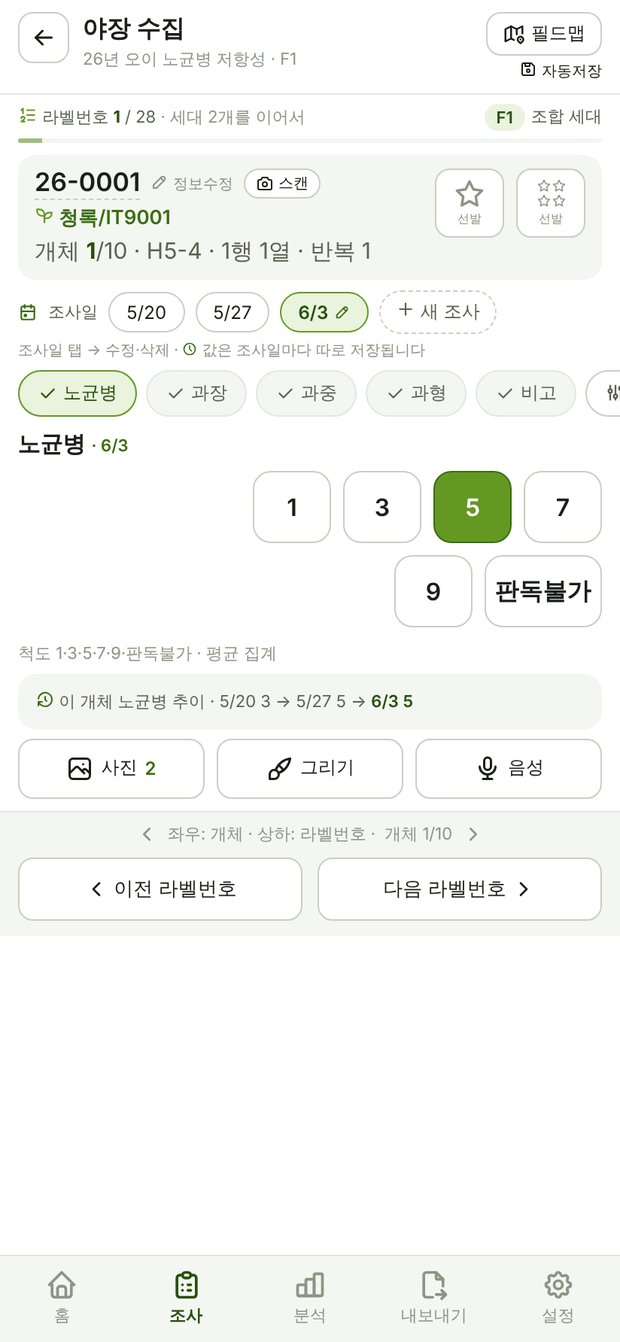 야장 수집
26년 오이 노균병 저항성 · F1
필드맵
자동저장
라벨번호 1 / 28 · 세대 2개를 이어서
F1 조합 세대
26-0001 정보수정 스캔
청록/IT9001
개체 1/10 · H5-4 · 1행 1열 · 반복 1
선발
선발
조사일 5/20 5/27 6/3 + 새 조사
조사일 탭 → 수정·삭제 · 값은 조사일마다 따로 저장됩니다
노균병 과장 과중 과형 비고
노균병 · 6/3
1 3 5 7
9 판독불가
척도 1·3·5·7·9·판독불가 · 평균 집계
이 개체 노균병 추이 · 5/20 3 → 5/27 5 → 6/3 5
사진 2 그리기 음성
좌우: 개체 · 상하: 라벨번호 · 개체 1/10
이전 라벨번호 다음 라벨번호
홈 조사 분석 내보내기 설정